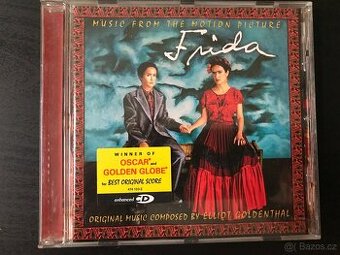 MUSIC FROM THE MOTION PICTURE
Frida
WINNER OF
OSCAR® and
GOLDEN GLOBE®
for BEST ORIGINAL SCORE
enhanced CD
ORIGINAL MUSIC COMPOSED BY ELLIOT GOLDENTHAL
Bazos.cz